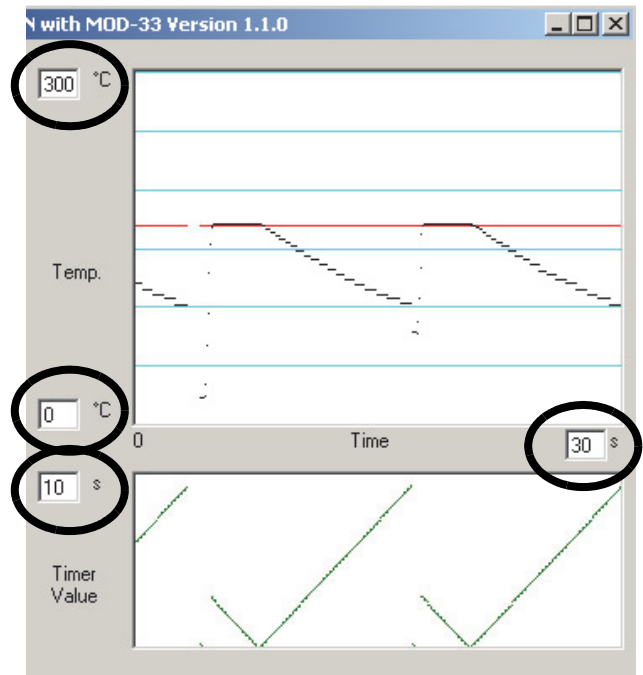 N with MOD-33 Version 1.1.0
300 °C
Temp.
0 °C
0 Time 30 s
10 s
Timer
Value